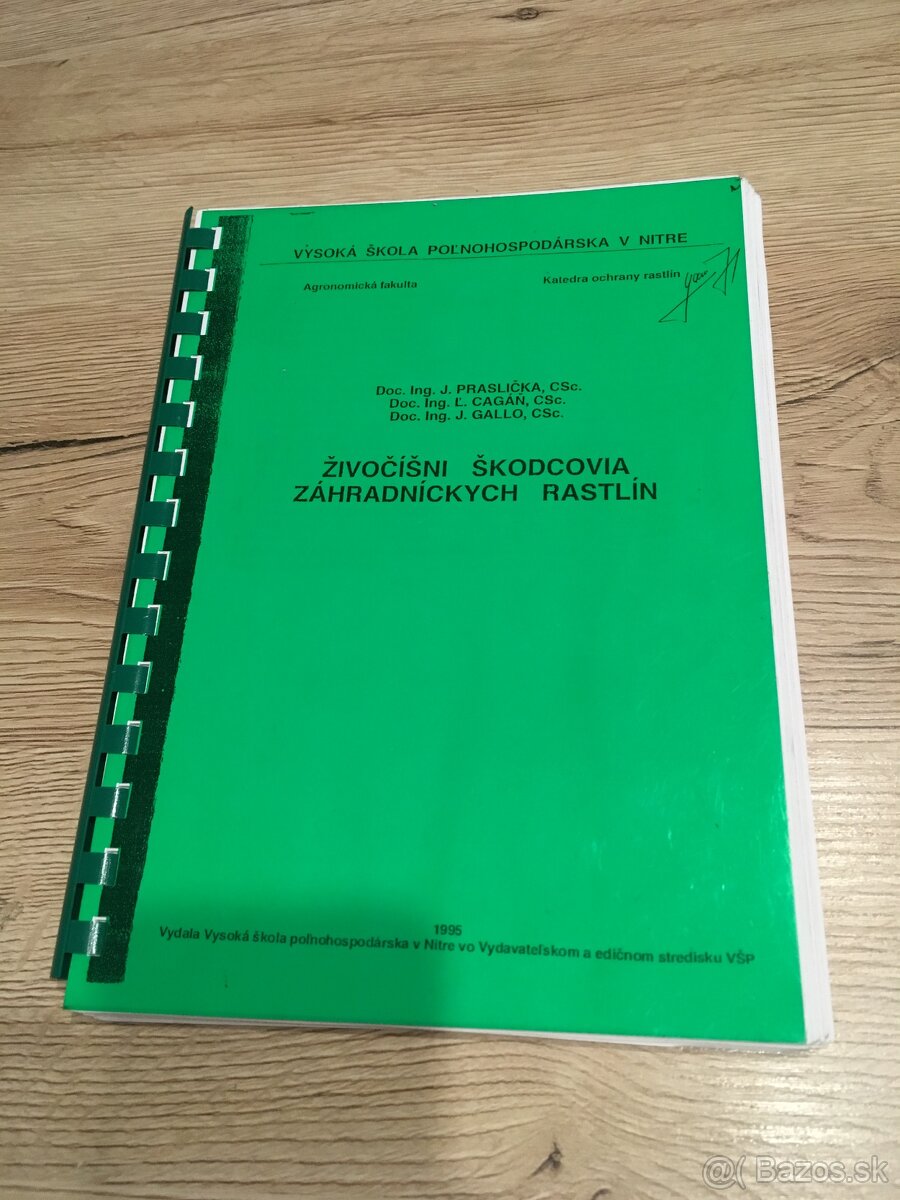 VYSOKÁ ŠKOLA POĽNOHOSPODÁRSKA V NITRE
Agronomická fakulta
Katedra ochrany rastlín
Doc. Ing. J. PRASLIČKA, CSc.
Doc. Ing. Ľ. CAGÁŇ, CSc.
Doc. Ing. J. GALLO, CSc.
ŽIVOČÍŠNI ŠKODCOVIA
ZÁHRADNÍCKYCH RASTLÍN
1995
Vydala Vysoká škola poľnohospodárska v Nitre vo Vydavateľskom a edičnom stredisku VŠP
@( Bazos.sk